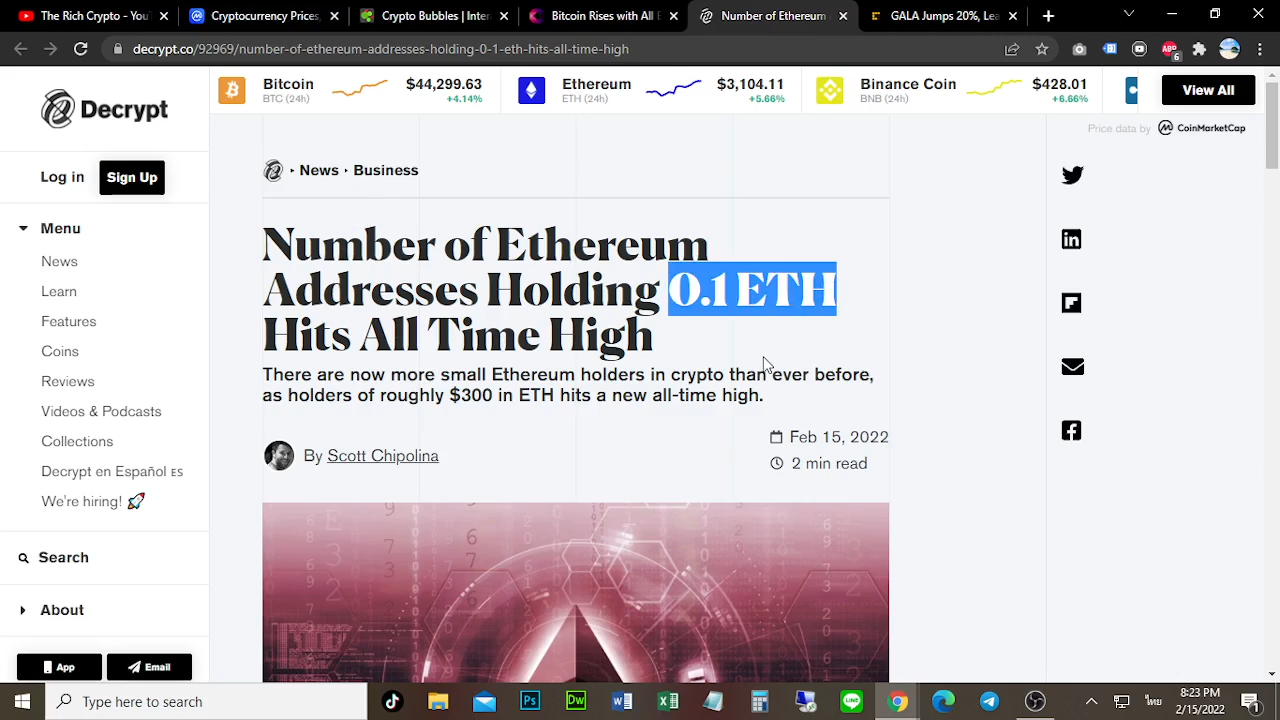 The Rich Crypto - You
Cryptocurrency Prices,
Crypto Bubbles | Inter
Bitcoin Rises with All E
Number of Ethereum
GALA Jumps 20%, Lea
decrypt.co/92969/number-of-ethereum-addresses-holding-0-1-eth-hits-all-time-high
ABP
6
Decrypt
Bitcoin $44,299.63
BTC (24h) +4.14%
Ethereum $3,104.11
ETH (24h) +5.66%
Binance Coin $428.01
BNB (24h) +6.66%
View All
Price data by CoinMarketCap
Log in Sign Up
Menu
News
Learn
Features
Coins
Reviews
Videos & Podcasts
Collections
Decrypt en Español ES
We're hiring! 🚀
Search
About
App Email
News ‣ Business
Number of Ethereum
Addresses Holding 0.1 ETH
Hits All Time High
There are now more small Ethereum holders in crypto than ever before,
as holders of roughly $300 in ETH hits a new all-time high.
By Scott Chipolina
Feb 15, 2022
2 min read
Type here to search
Ps
Dw
8:23 PM
2/15/2022
1